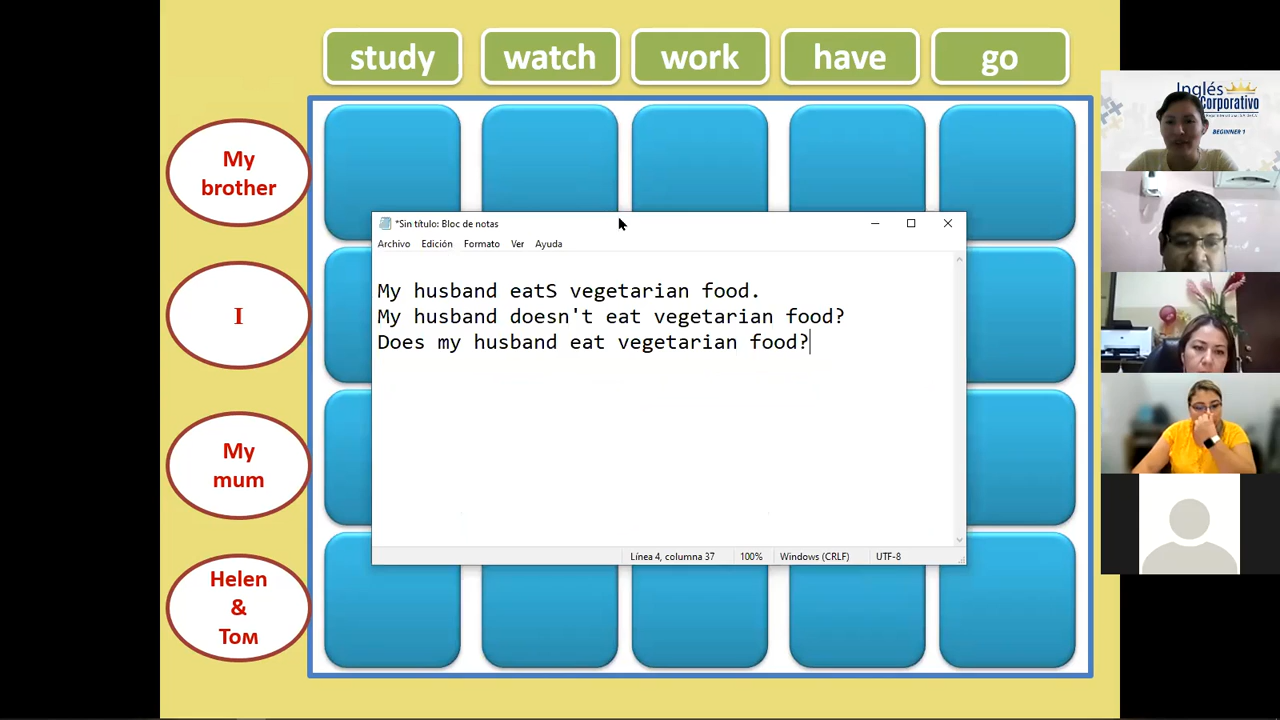 study
watch
work
have
go
My
brother
I
My
mum
Helen
&
Tom
*Sin título: Bloc de notas
Archivo Edición Formato Ver Ayuda
My husband eatS vegetarian food.
My husband doesn't eat vegetarian food?
Does my husband eat vegetarian food?
Línea 4, columna 37
100%
Windows (CRLF)
UTF-8
Inglés
Corporativo
BEGINNER 1